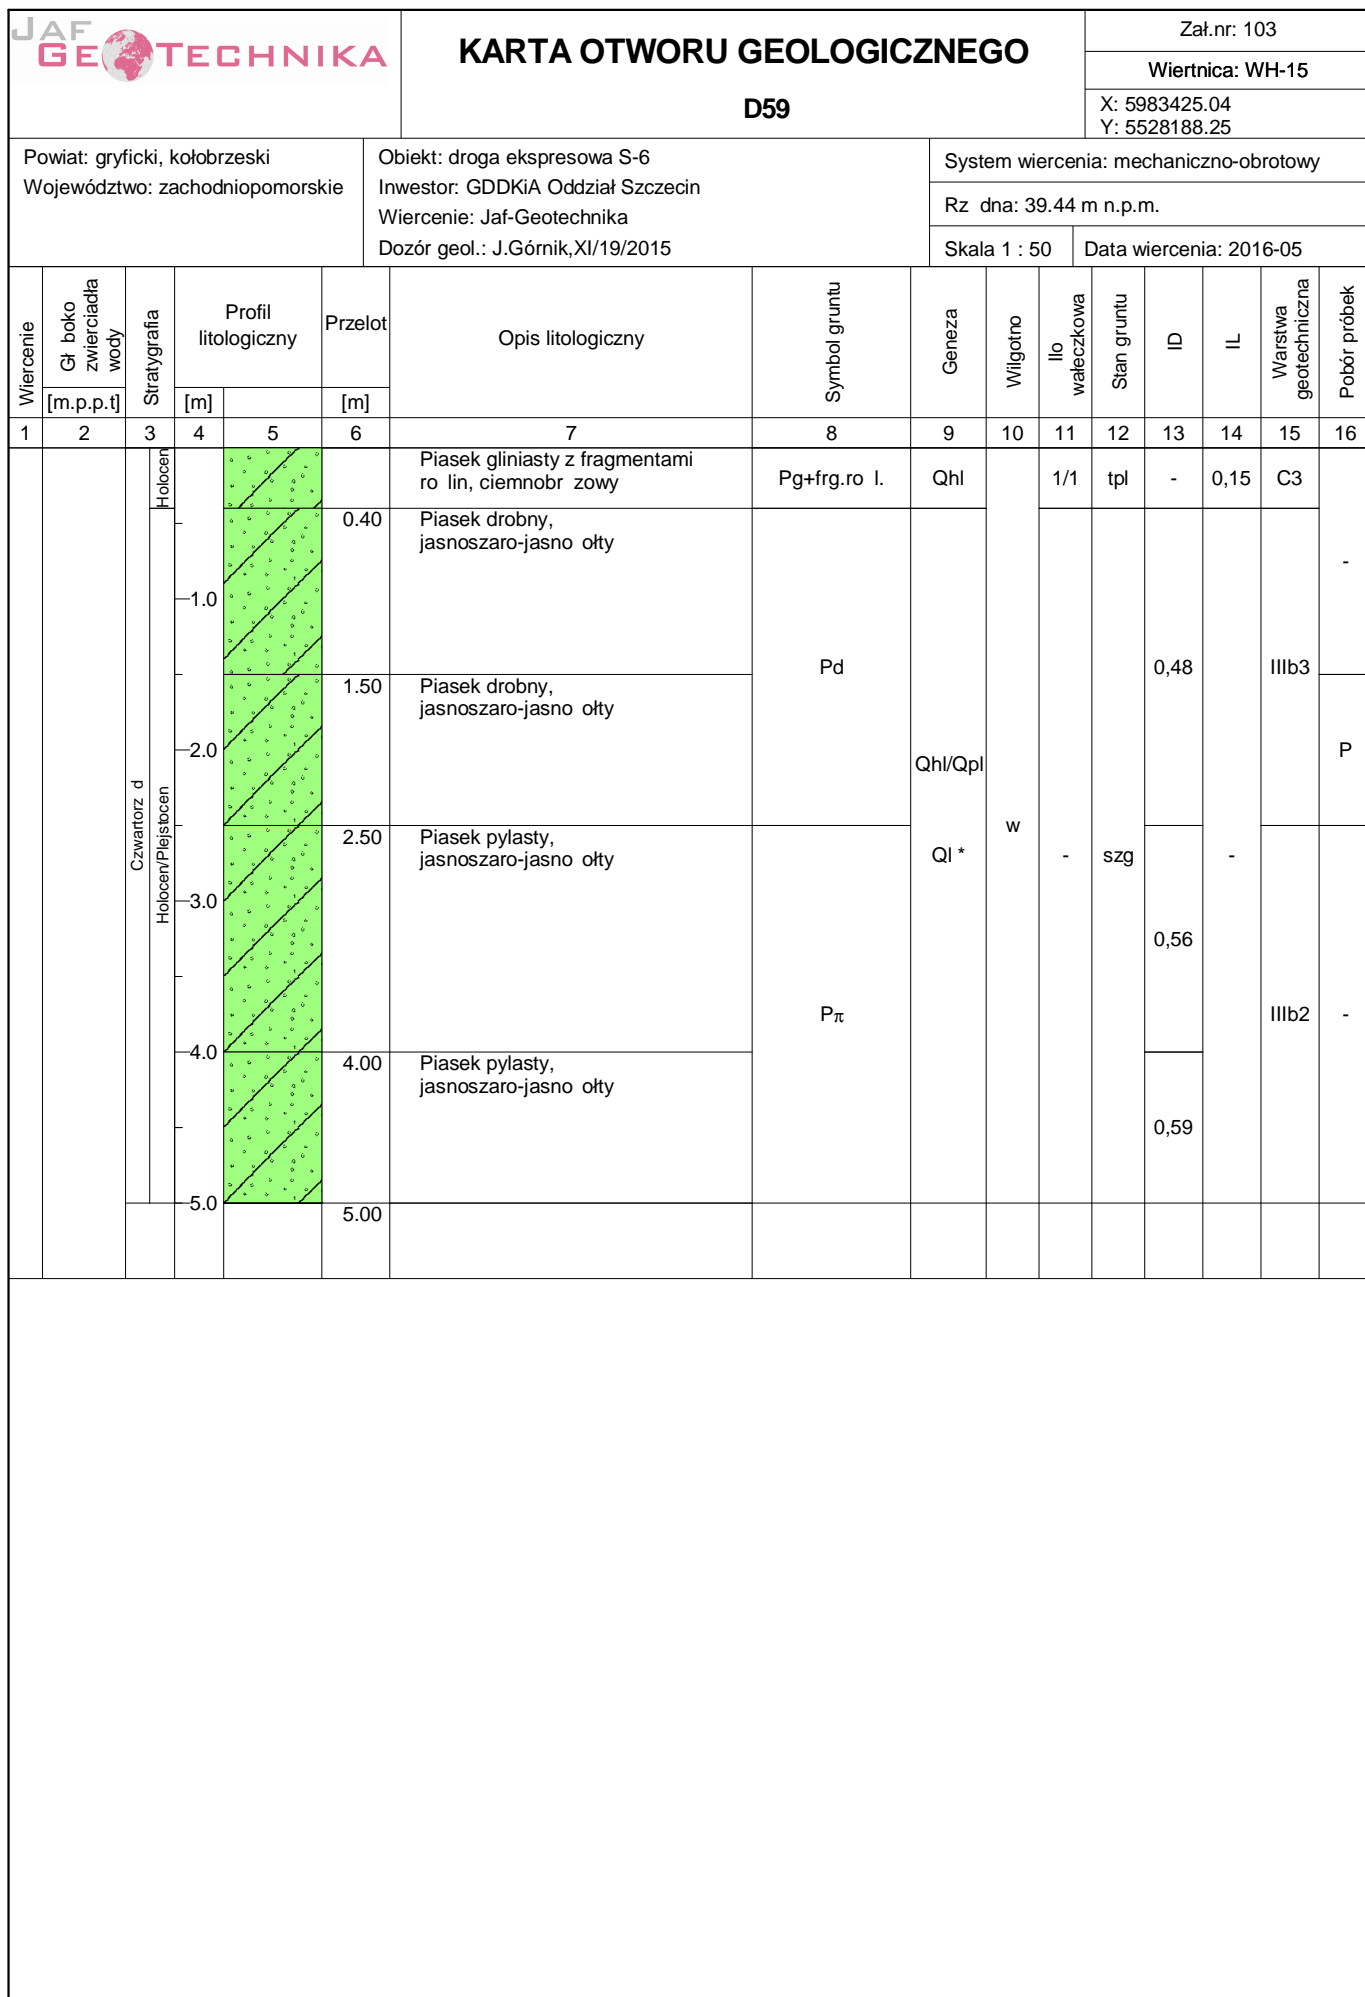 JAF
GEOTECHNIKA
KARTA OTWORU GEOLOGICZNEGO
D59
Zał.nr: 103
Wiertnica: WH-15
X: 5983425.04
Y: 5528188.25
Powiat: gryficki, kołobrzeski
Województwo: zachodniopomorskie
Obiekt: droga ekspresowa S-6
Inwestor: GDDKiA Oddział Szczecin
Wiercenie: Jaf-Geotechnika
Dozór geol.: J.Górnik,XI/19/2015
System wiercenia: mechaniczno-obrotowy
Rz dna: 39.44 m n.p.m.
Skala 1 : 50
Data wiercenia: 2016-05
Wiercenie
Gł boko
zwierciadła
wody
[m.p.p.t]
Stratygrafia
Profil
litologiczny
[m]
Przelot
[m]
Opis litologiczny
Symbol gruntu
Geneza
Wilgotno
Ilo
wałeczkowa
Stan gruntu
ID
IL
Warstwa
geotechniczna
Pobór próbek
1 2 3 4 5 6 7 8 9 10 11 12 13 14 15 16
Czwartorz d
Holocen
Holocen/Plejstocen
Piasek gliniasty z fragmentami
ro lin, ciemnobr zowy
Pg+frg.ro l.
Qhl
1/1
tpl
-
0,15
C3
0.40
Piasek drobny,
jasnoszaro-jasno ołty
-
1.0
Pd
0,48
IIIb3
1.50
Piasek drobny,
jasnoszaro-jasno ołty
2.0
P
Qhl/Qpl
w
2.50
Piasek pylasty,
jasnoszaro-jasno ołty
Ql *
-
szg
-
3.0
0,56
Pπ
IIIb2
-
4.0
4.00
Piasek pylasty,
jasnoszaro-jasno ołty
0,59
5.0
5.00